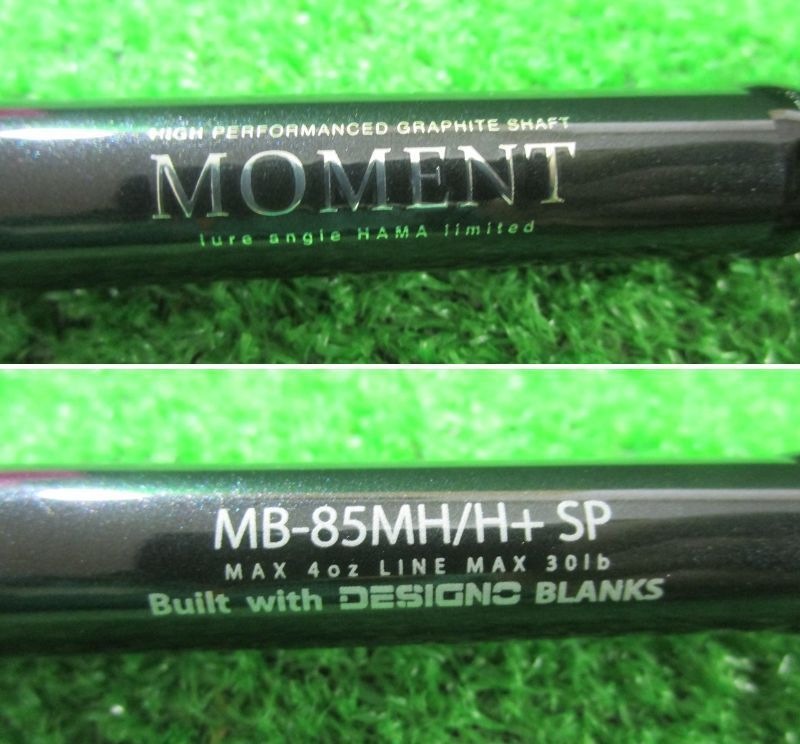 HIGH PERFORMANCED GRAPHITE SHAFT
MOMENT
lure angle HAMA limited
MB-85MH/H+ SP
MAX 4oz LINE MAX 30lb
Built with DESIGNO BLANKS